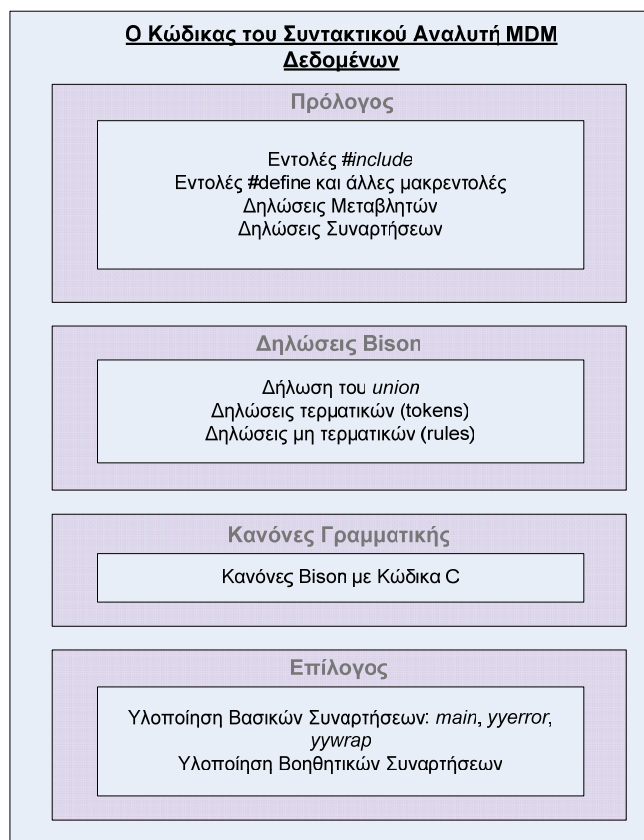 Ο Κώδικας του Συντακτικού Αναλυτή MDM
Δεδομένων
Πρόλογος
Εντολές #include
Εντολές #define και άλλες μακρεντολές
Δηλώσεις Μεταβλητών
Δηλώσεις Συναρτήσεων
Δηλώσεις Bison
Δήλωση του union
Δηλώσεις τερματικών (tokens)
Δηλώσεις μη τερματικών (rules)
Κανόνες Γραμματικής
Κανόνες Bison με Κώδικα C
Επίλογος
Υλοποίηση Βασικών Συναρτήσεων: main, yyerror,
yywrap
Υλοποίηση Βοηθητικών Συναρτήσεων